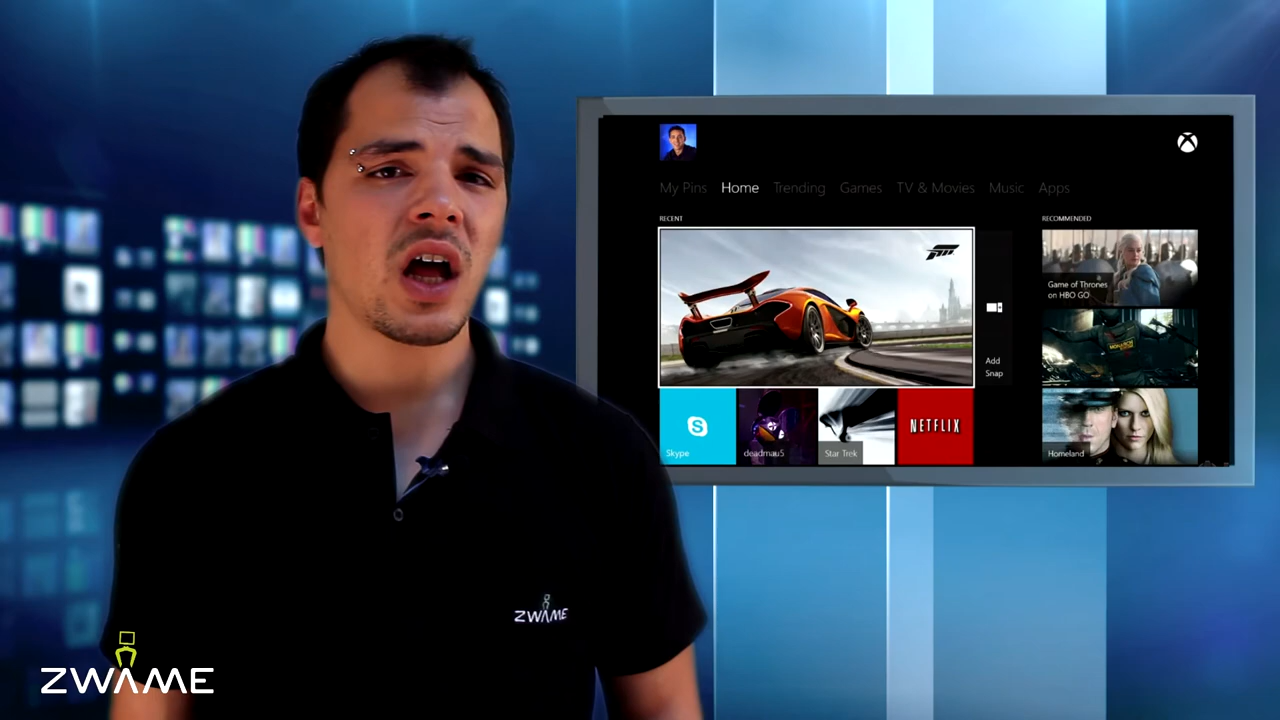 My Pins Home Trending Games TV & Movies Music Apps
RECENT
RECOMMENDED
Game of Thrones
on HBO GO
Add
Snap
MONARCH
NETFLIX
Skype
deadmau5
Star Trek
Homeland
ZWAME
ZWAME